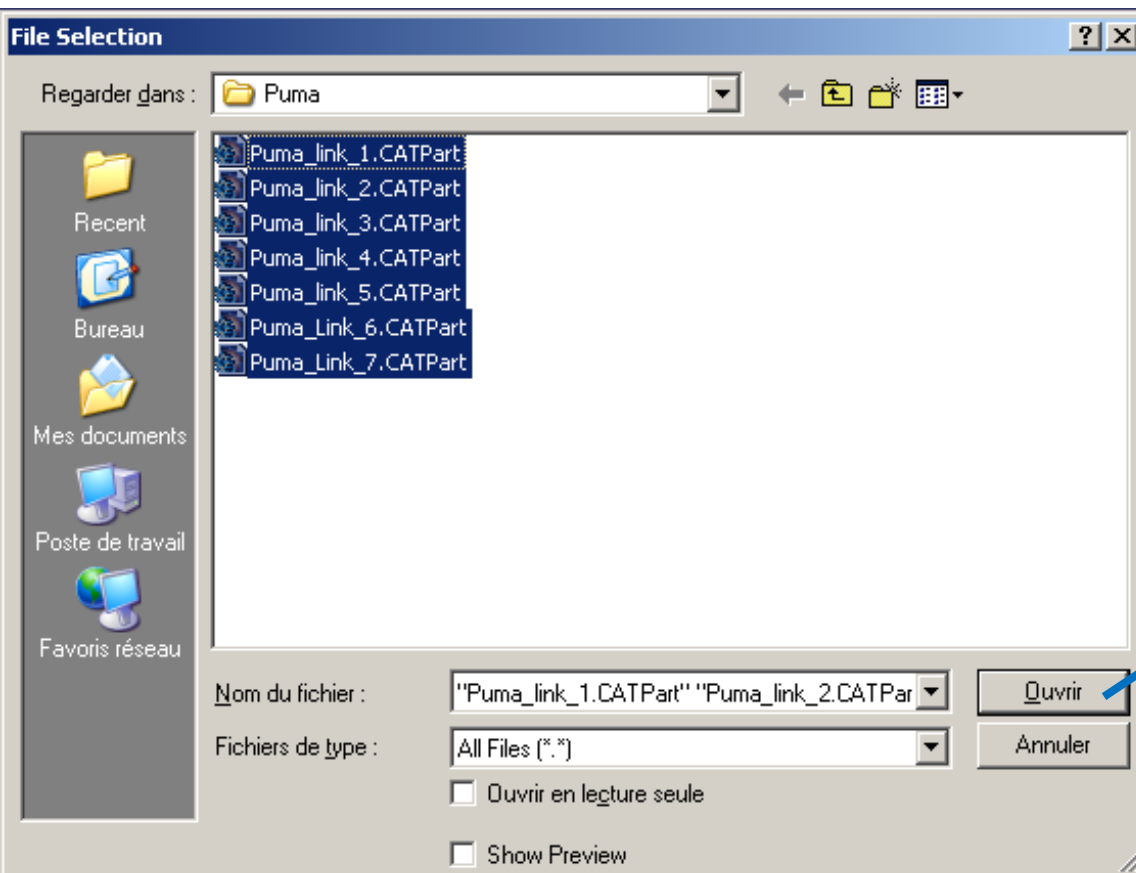 File Selection
Regarder dans : Puma
Recent
Bureau
Mes documents
Poste de travail
Favoris réseau
Puma_link_1.CATPart
Puma_link_2.CATPart
Puma_link_3.CATPart
Puma_link_4.CATPart
Puma_link_5.CATPart
Puma_Link_6.CATPart
Puma_Link_7.CATPart
Nom du fichier : "Puma_link_1.CATPart" "Puma_link_2.CATPar Ouvrir
Fichiers de type : All Files (*.*) Annuler
Ouvrir en lecture seule
Show Preview